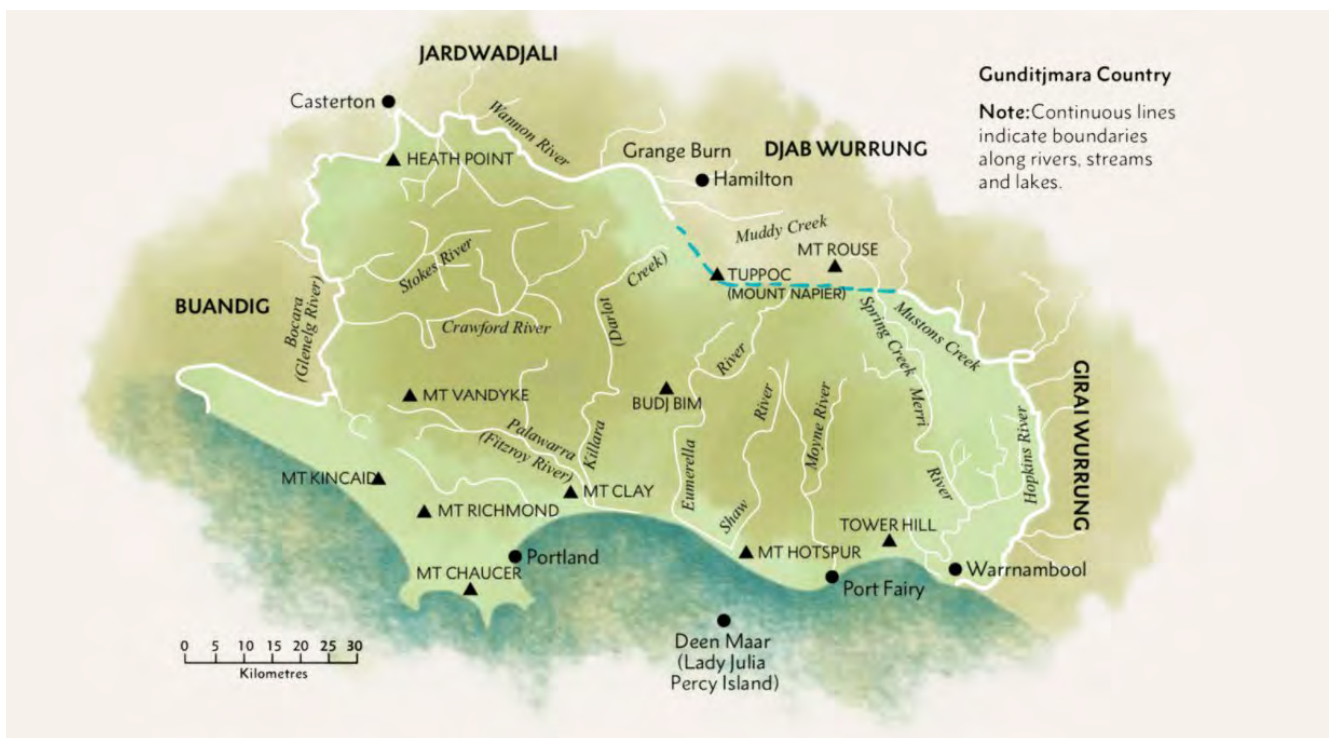 JARDWADJALI
Casterton
Wannon River
HEATH POINT
Grange Burn
DJAB WURRUNG
Hamilton
Gunditjmara Country
Note:Continuous lines
indicate boundaries
along rivers, streams
and lakes.
Muddy Creek
MT ROUSE
TUPPOC
(MOUNT NAPIER)
Stokes River
BUANDIG
Bocara
(Glenelg River)
Crawford River
Killara
(Darlot
Creek)
Spring Creek
Mustons Creek
GIRAI WURRUNG
MT VANDYKE
BUDJ BIM
Eumerella
River
Shaw
River
Moyne River
Merri
River
Hopkins River
Palawarra
(Fitzroy River)
MT KINCAID
MT CLAY
MT RICHMOND
TOWER HILL
Portland
MT HOTSPUR
Warrnambool
MT CHAUCER
Port Fairy
Deen Maar
(Lady Julia
Percy Island)
0 5 10 15 20 25 30
Kilometres